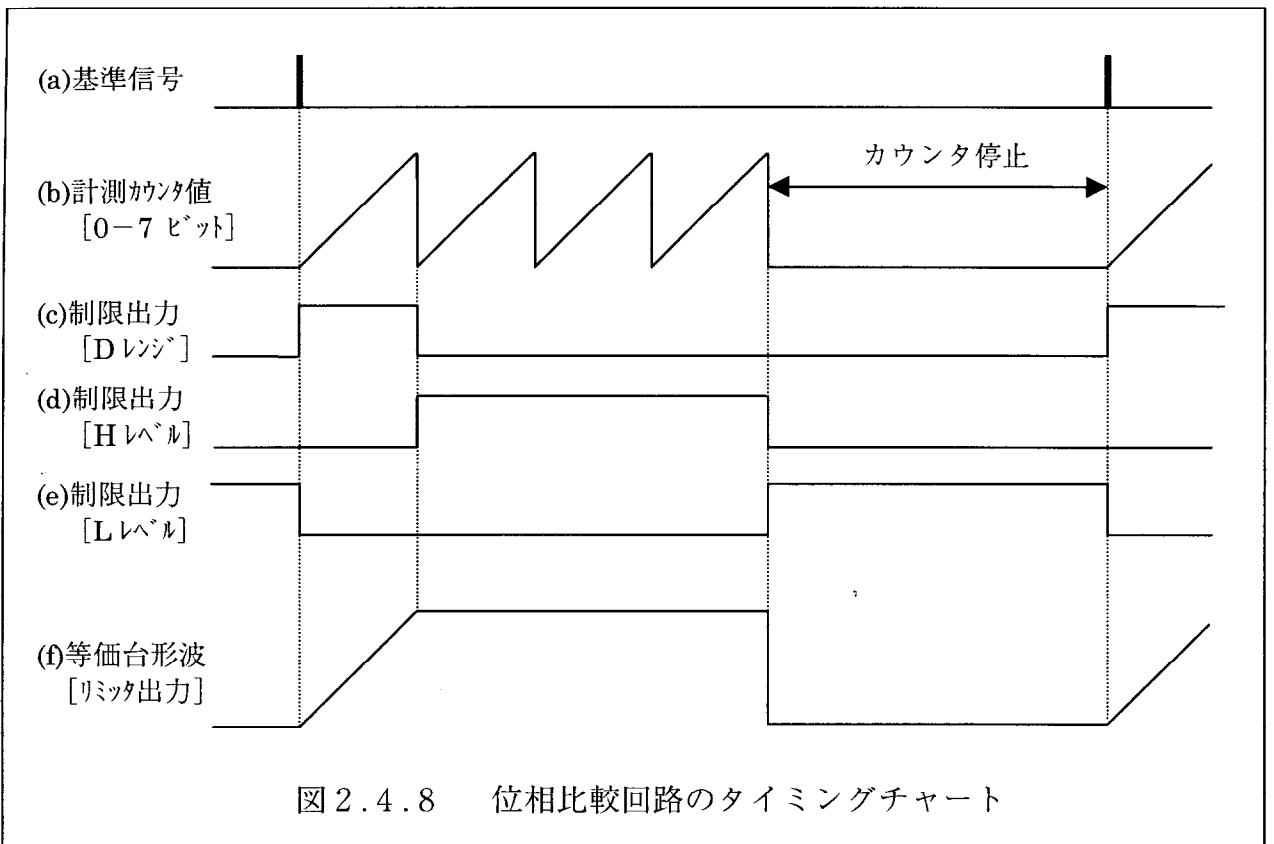 (a)基準信号
カウンタ停止
(b)計測ｶｳﾝﾀ値
[0－7 ﾋﾞｯﾄ]
(c)制限出力
[Dﾚﾝｼﾞ]
(d)制限出力
[Hﾚﾍﾞﾙ]
(e)制限出力
[Lﾚﾍﾞﾙ]
(f)等価台形波
[ﾘﾐｯﾀ出力]
図2.4.8 位相比較回路のタイミングチャート